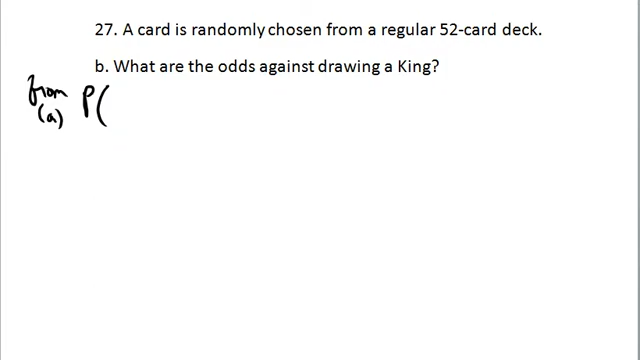 27. A card is randomly chosen from a regular 52-card deck.
b. What are the odds against drawing a King?
from P(
(a)